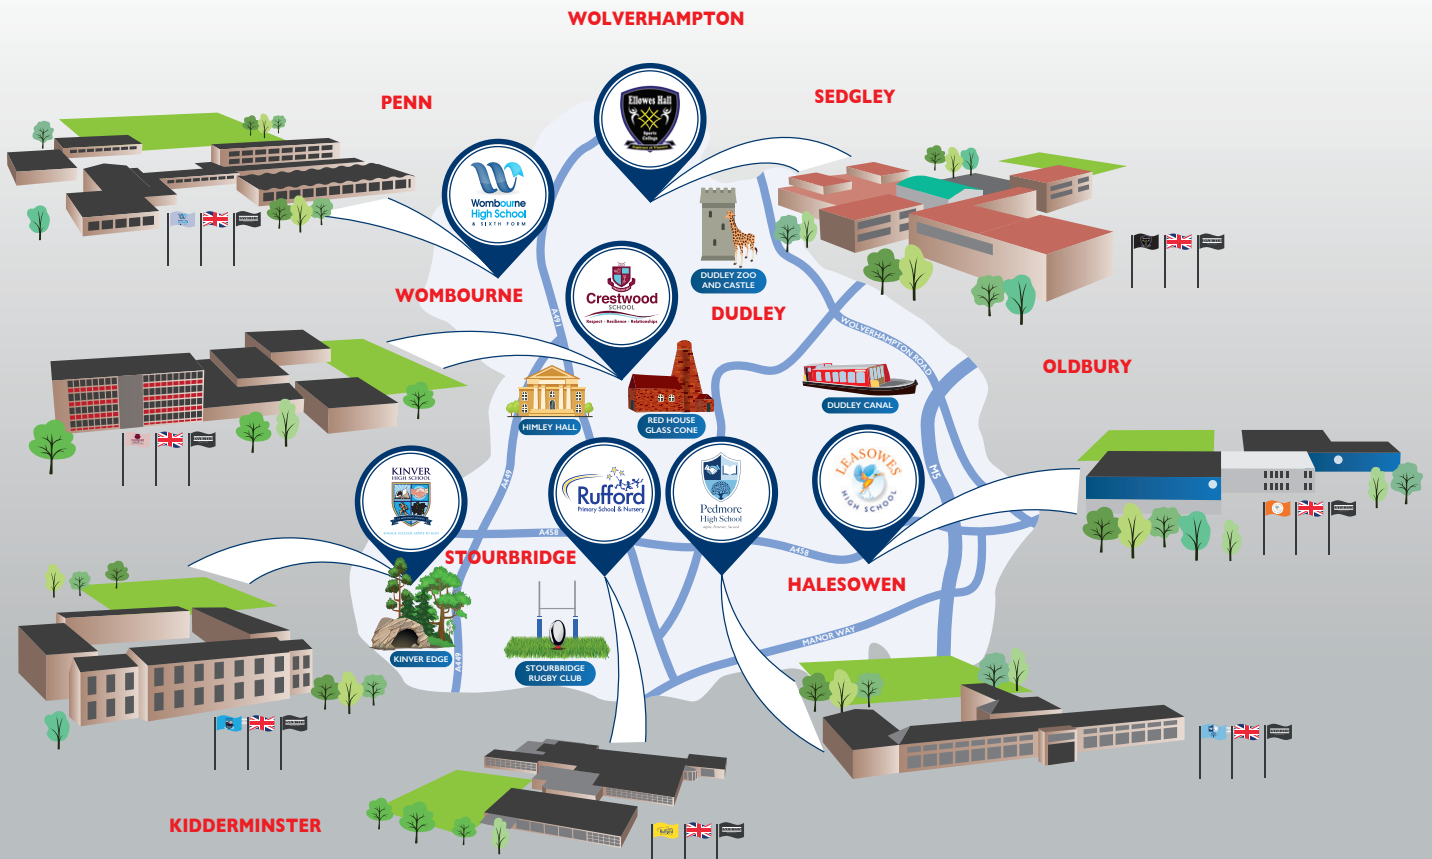 WOLVERHAMPTON
PENN
SEDGLEY
Ellowes Hall
Sports
College
Wombourne
High School
& SIXTH FORM
DUDLEY ZOO
AND CASTLE
WOMBOURNE
Crestwood
SCHOOL
Respect - Resilience - Relationships
DUDLEY
A491
WOLVERHAMPTON ROAD
OLDBURY
HIMLEY HALL
RED HOUSE
GLASS CONE
DUDLEY CANAL
KINVER
HIGH SCHOOL
A449
Rufford
Primary School & Nursery
Pedmore
High School
LEASOWES
HIGH SCHOOL
M5
A458
A458
STOURBRIDGE
HALESOWEN
MANOR WAY
KINVER EDGE
A449
STOURBRIDGE
RUGBY CLUB
KIDDERMINSTER